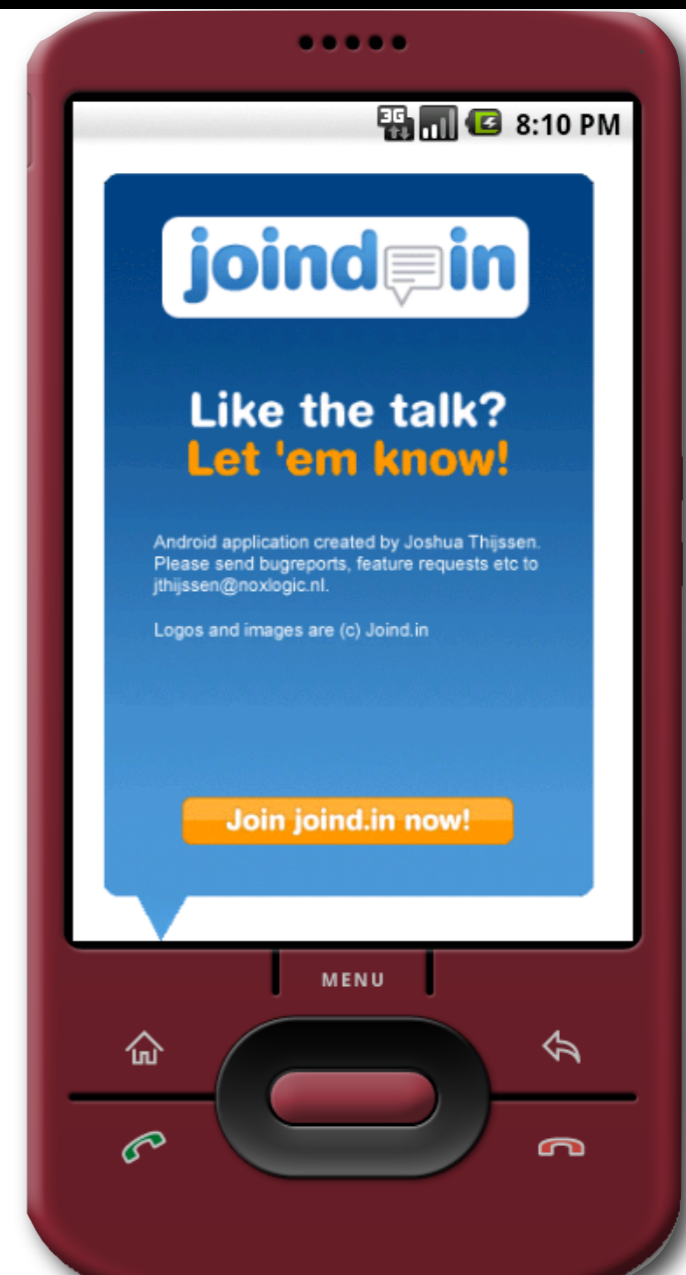 3G 8:10 PM
joind in
Like the talk?
Let 'em know!
Android application created by Joshua Thijssen.
Please send bugreports, feature requests etc to
jthijssen@noxlogic.nl.
Logos and images are (c) Joind.in
Join joind.in now!
MENU